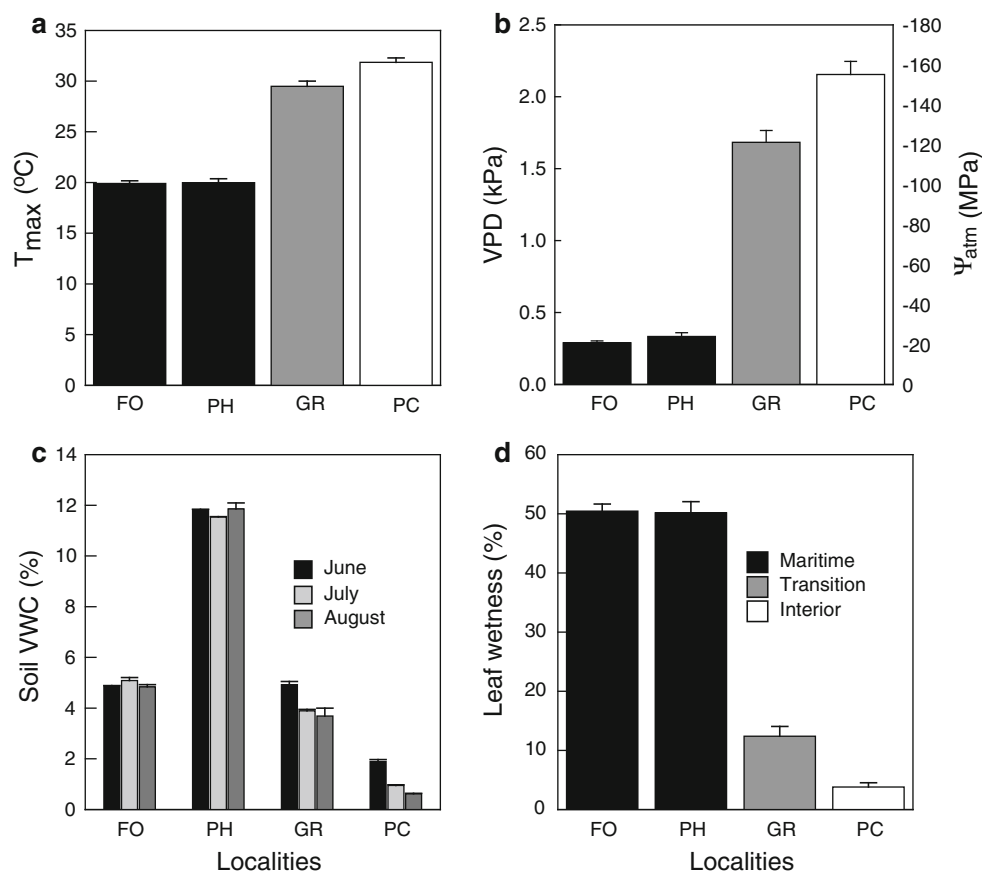 a
35
30
25
20
15
10
5
0
Tmax (ºC)
FO PH GR PC
b
2.5
2.0
1.5
1.0
0.5
0.0
VPD (kPa)
-180
-160
-140
-120
-100
-80
-60
-40
-20
0
Ψatm (MPa)
FO PH GR PC
c
14
12
10
8
6
4
2
0
Soil VWC (%)
June
July
August
FO PH GR PC
Localities
d
60
50
40
30
20
10
0
Leaf wetness (%)
Maritime
Transition
Interior
FO PH GR PC
Localities